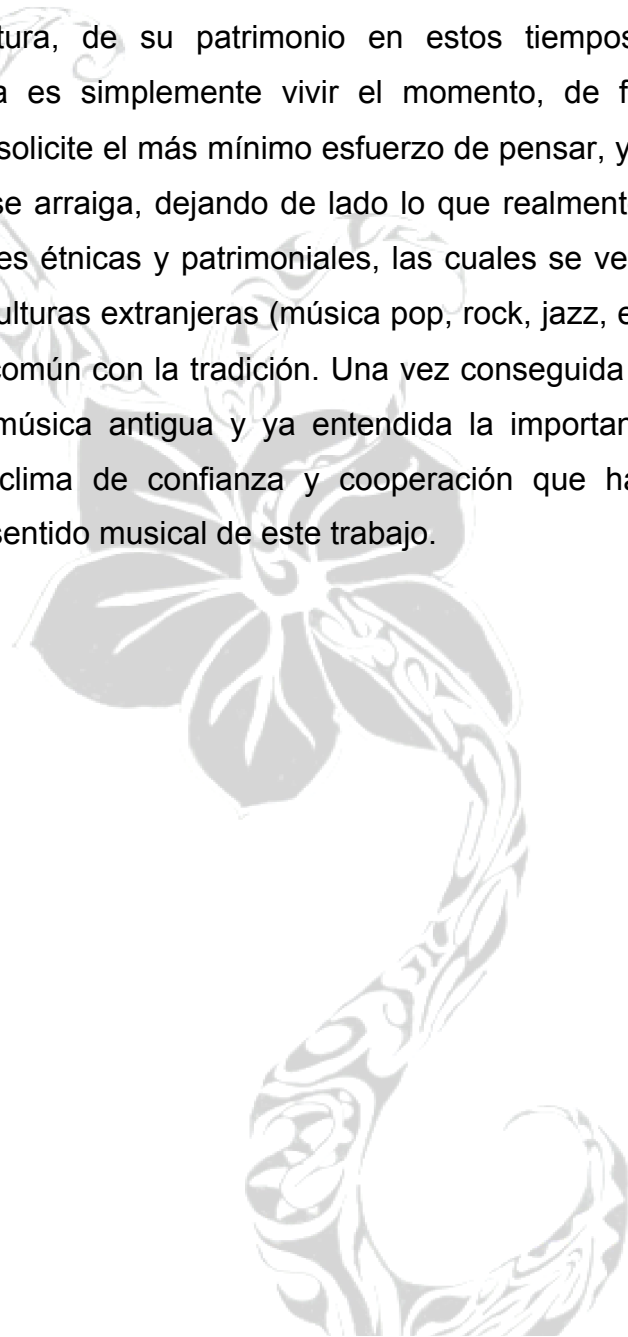 tura, de su patrimonio en estos tiempos
a es simplemente vivir el momento, de f
solicite el más mínimo esfuerzo de pensar, y
se arraiga, dejando de lado lo que realment
es étnicas y patrimoniales, las cuales se ve
ulturas extranjeras (música pop, rock, jazz, e
común con la tradición. Una vez conseguida
música antigua y ya entendida la importan
clima de confianza y cooperación que ha
sentido musical de este trabajo.